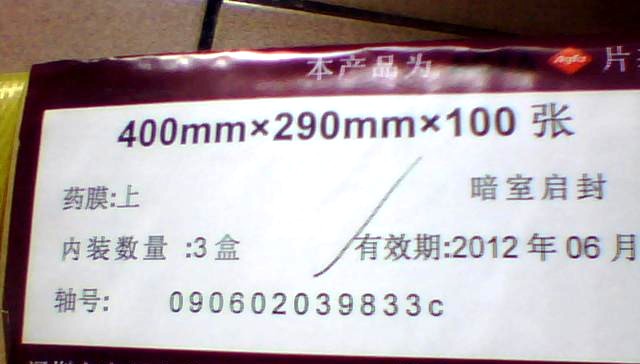 本产品为 Agfa 片
400mm×290mm×100 张
药膜:上 暗室启封
内装数量 :3 盒 有效期:2012 年 06 月
轴号: 090602039833c